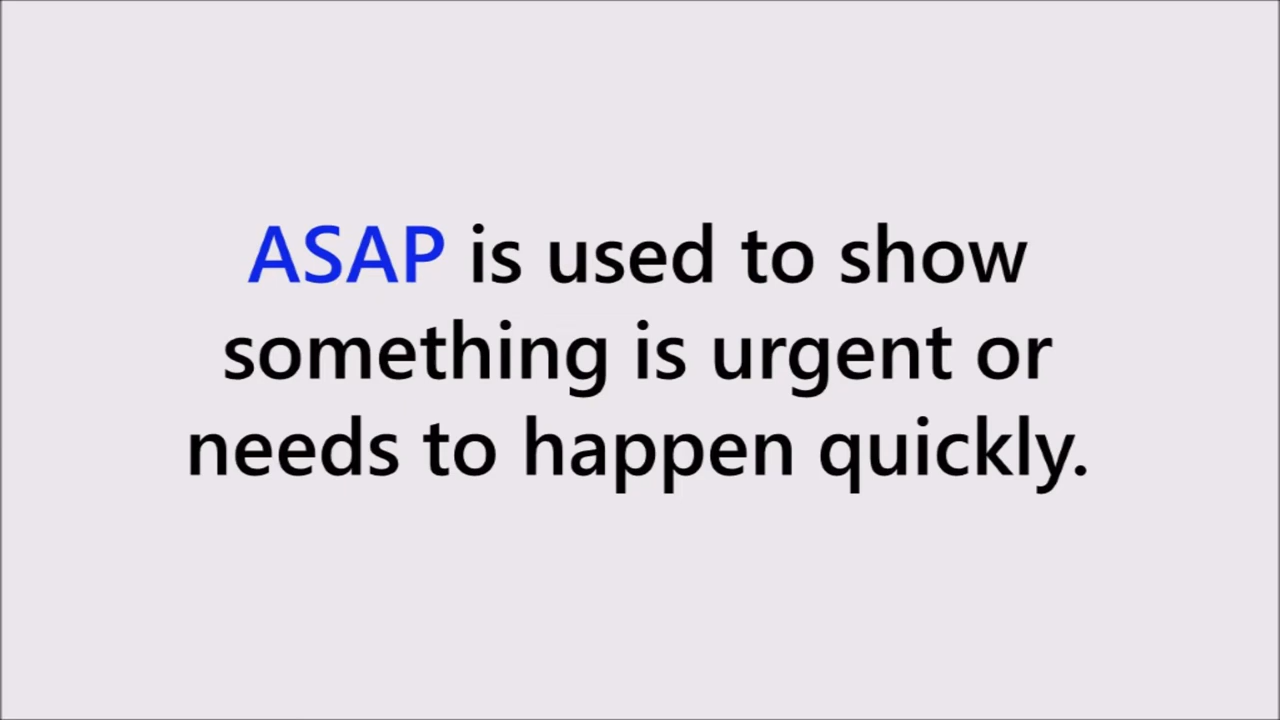 ASAP is used to show
something is urgent or
needs to happen quickly.